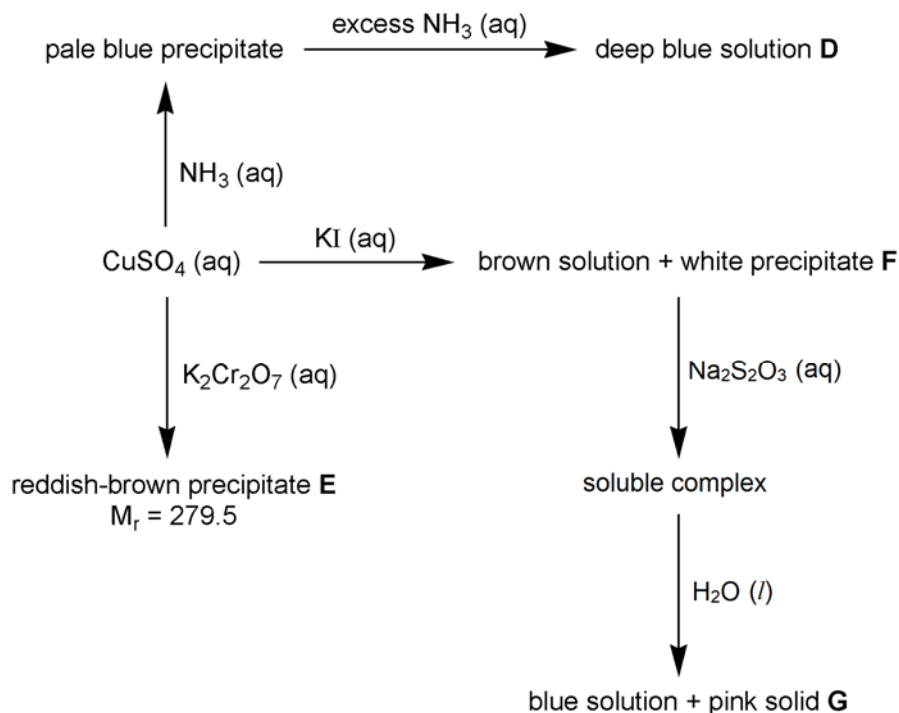 pale blue precipitate
excess NH₃ (aq)
deep blue solution D
NH₃ (aq)
CuSO₄ (aq)
KI (aq)
brown solution + white precipitate F
K₂Cr₂O₇ (aq)
Na₂S₂O₃ (aq)
reddish-brown precipitate E
Mᵣ = 279.5
soluble complex
H₂O (l)
blue solution + pink solid G